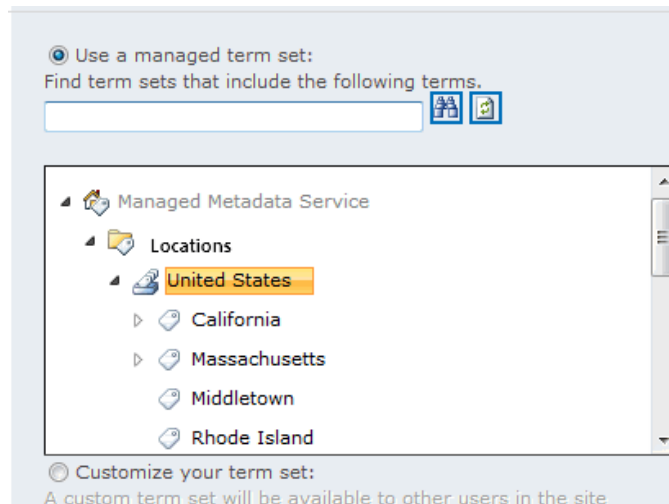 Use a managed term set:
Find term sets that include the following terms.
Managed Metadata Service
Locations
United States
California
Massachusetts
Middletown
Rhode Island
Customize your term set:
A custom term set will be available to other users in the site